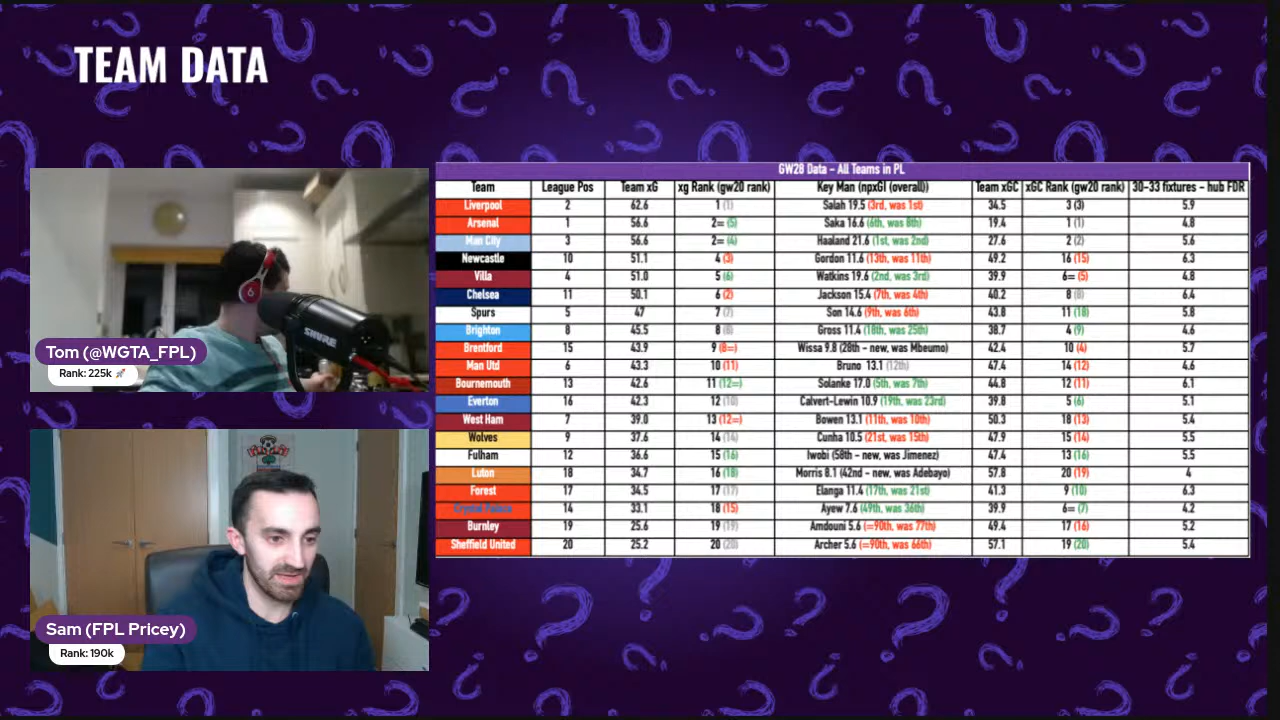 TEAM DATA
GW28 Data - All Teams in PL
Team League Pos Team xG xg Rank (gw20 rank) Key Man (npxGI (overall) Team xGC xGC Rank (gw20 rank) 30-33 fixtures - hub FDR
Liverpool 2 62.6 1 (1) Salah 19.5 (3rd, was 1st) 34.5 3 (3) 5.9
Arsenal 1 56.6 2= (5) Saka 16.6 (6th, was 8th) 19.4 1 (1) 4.8
Man City 3 56.6 2= (4) Haaland 21.6 (1st, was 2nd) 27.6 2 (2) 5.6
Newcastle 10 51.1 4 (3) Gordon 11.6 (13th, was 11th) 49.2 16 (15) 6.3
Villa 4 51.0 5 (6) Watkins 19.6 (2nd, was 3rd) 39.9 6= (5) 4.8
Chelsea 11 50.1 6 (2) Jackson 15.4 (7th, was 4th) 40.2 8 (8) 6.4
Spurs 5 47 7 (7) Son 14.6 (9th, was 6th) 43.8 11 (18) 5.8
Brighton 8 45.5 8 (8) Gross 11.4 (18th, was 25th) 38.7 4 (9) 4.6
Brentford 15 43.9 9 (8=) Wissa 9.8 (28th - new, was Mbeumo) 42.4 10 (4) 5.7
Man Utd 6 43.3 10 (11) Bruno 13.1 (12th) 47.4 14 (12) 4.6
Bournemouth 13 42.6 11 (12=) Solanke 17.0 (5th, was 7th) 44.8 12 (11) 6.1
Everton 16 42.3 12 (10) Calvert-Lewin 10.9 (19th, was 23rd) 39.8 5 (6) 5.1
West Ham 7 39.0 13 (12=) Bowen 13.1 (11th, was 10th) 50.3 18 (13) 5.4
Wolves 9 37.6 14 (14) Cunha 10.5 (21st, was 15th) 47.9 15 (14) 5.5
Fulham 12 36.6 15 (16) Iwobi (58th - new, was Jimenez) 47.4 13 (16) 5.5
Luton 18 34.7 16 (18) Morris 8.1 (42nd - new, was Adebayo) 57.8 20 (19) 4
Forest 17 34.5 17 (17) Elanga 11.4 (17th, was 21st) 41.3 9 (10) 6.3
Crystal Palace 14 33.1 18 (15) Ayew 7.6 (49th, was 36th) 39.9 6= (7) 4.2
Burnley 19 25.6 19 (19) Amdouni 5.6 (=90th, was 77th) 49.4 17 (16) 5.2
Sheffield United 20 25.2 20 (20) Archer 5.6 (=90th, was 66th) 57.1 19 (20) 5.4
SHURE
Tom (@WGTA_FPL)
Rank: 225k
Sam (FPL Pricey)
Rank: 190k